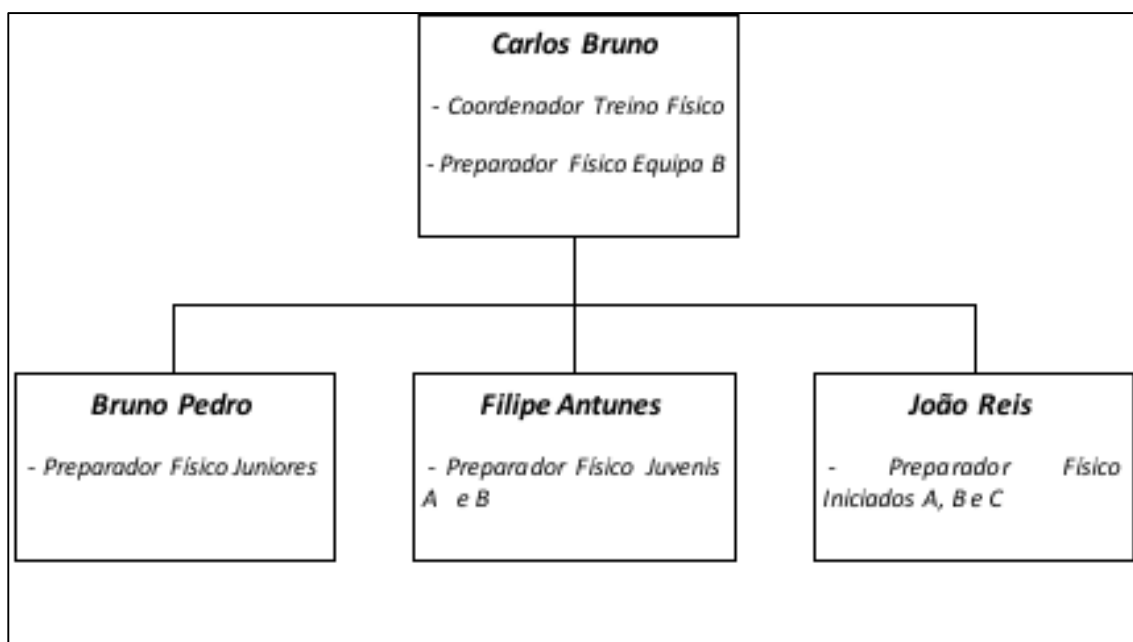 Carlos Bruno
- Coordenador Treino Físico
- Preparador Físico Equipa B
Bruno Pedro
- Preparador Físico Juniores
Filipe Antunes
- Preparador Físico Juvenis
A e B
João Reis
- Preparador Físico
Iniciados A, B e C